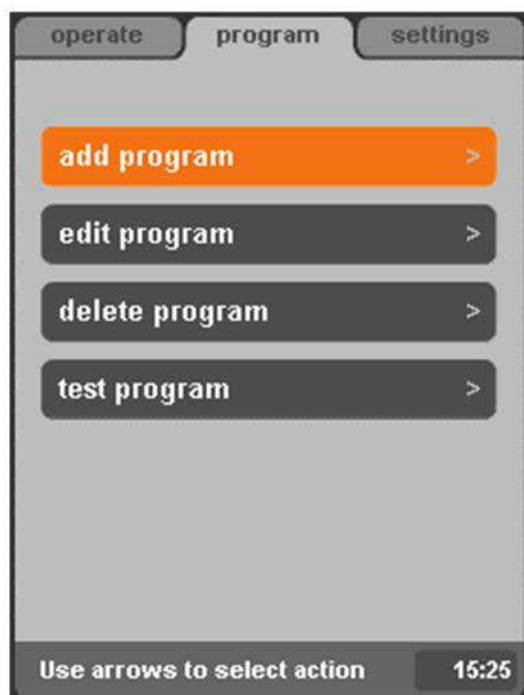 operate program settings
add program >
edit program >
delete program >
test program >
Use arrows to select action 15:25